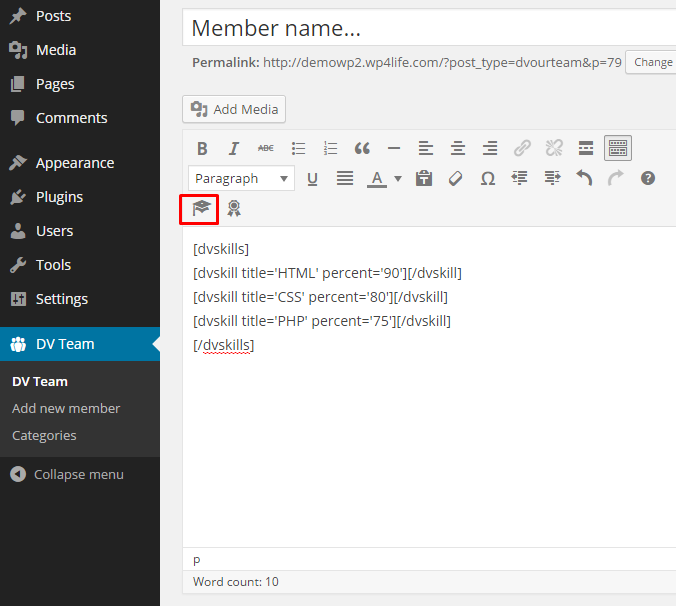 Posts
Media
Pages
Comments
Appearance
Plugins
Users
Tools
Settings
DV Team
DV Team
Add new member
Categories
Collapse menu
Member name...
Permalink: http://demowp2.wp4life.com/?post_type=dvourteam&p=79 Change
Add Media
B I ABC
Paragraph U A
[dvskills]
[dvskill title='HTML' percent='90'][/dvskill]
[dvskill title='CSS' percent='80'][/dvskill]
[dvskill title='PHP' percent='75'][/dvskill]
[/dvskills]
p
Word count: 10